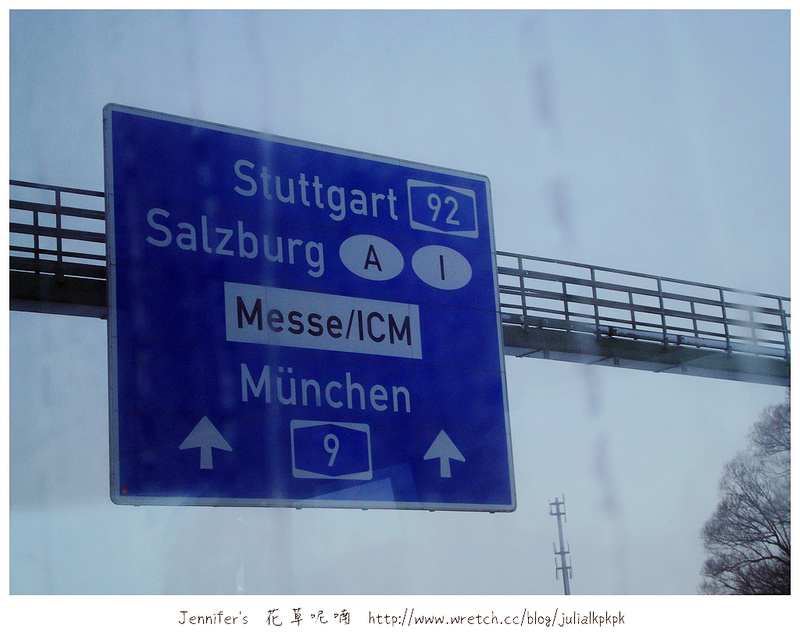 Stuttgart 92
Salzburg A I
Messe/ICM
München
9
Jennifer's 花草呢喃 http://www.wretch.cc/blog/julialkpkpk